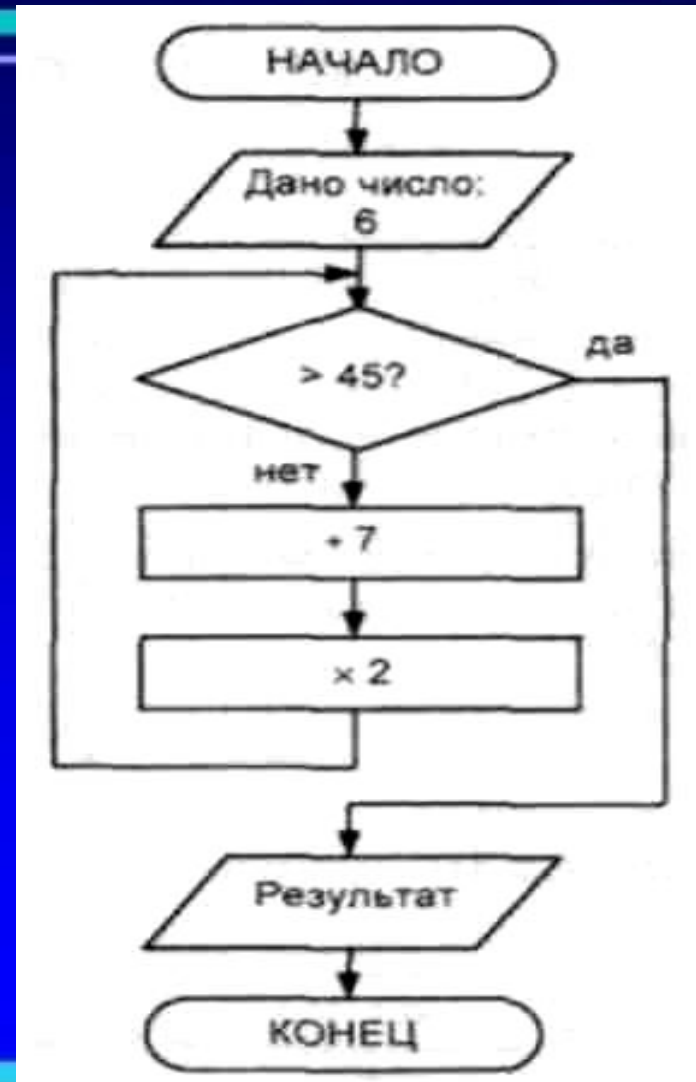 НАЧАЛО
Дано число:
6
> 45?
да
нет
+ 7
× 2
Результат
КОНЕЦ